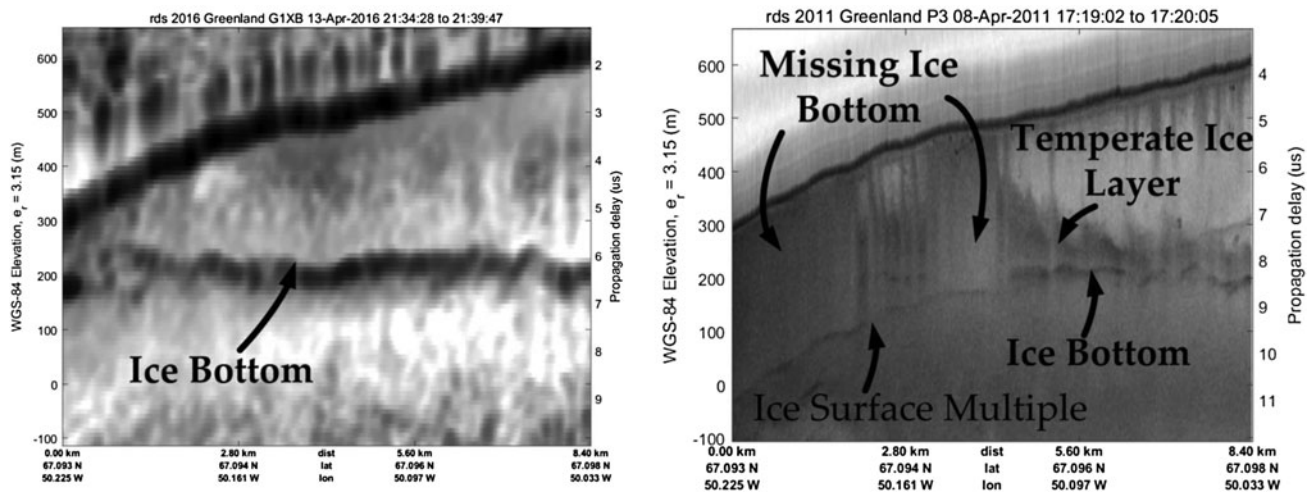 rds 2016 Greenland G1XB 13-Apr-2016 21:34:28 to 21:39:47
WGS-84 Elevation, e_r = 3.15 (m)
600
500
400
300
200
100
0
-100
2
3
4
5
6
7
8
9
Propagation delay (us)
Ice Bottom
0.00 km 2.80 km dist 5.60 km 8.40 km
67.093 N 67.094 N lat 67.096 N 67.098 N
50.225 W 50.161 W lon 50.097 W 50.033 W
rds 2011 Greenland P3 08-Apr-2011 17:19:02 to 17:20:05
WGS-84 Elevation, e_r = 3.15 (m)
600
500
400
300
200
100
0
-100
4
5
6
7
8
9
10
11
Propagation delay (us)
Missing Ice
Bottom
Temperate Ice
Layer
Ice Bottom
Ice Surface Multiple
0.00 km 2.80 km dist 5.60 km 8.40 km
67.093 N 67.094 N lat 67.096 N 67.098 N
50.225 W 50.161 W lon 50.097 W 50.033 W